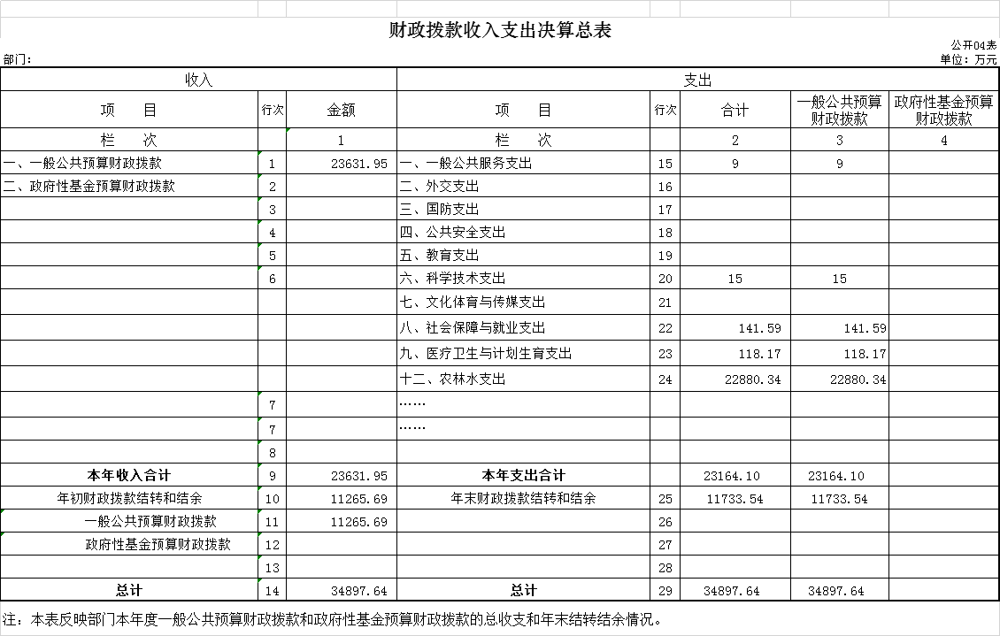 财政拨款收入支出决算总表
公开04表
部门： 单位：万元
收入 支出
项 目 行次 金额 项 目 行次 合计 一般公共预算财政拨款 政府性基金预算财政拨款
栏 次 1 栏 次 2 3 4
一、一般公共预算财政拨款 1 23631.95 一、一般公共服务支出 15 9 9
二、政府性基金预算财政拨款 2 二、外交支出 16
3 三、国防支出 17
4 四、公共安全支出 18
5 五、教育支出 19
6 六、科学技术支出 20 15 15
七、文化体育与传媒支出 21
八、社会保障与就业支出 22 141.59 141.59
九、医疗卫生与计划生育支出 23 118.17 118.17
十二、农林水支出 24 22880.34 22880.34
7 ……
7 ……
8
本年收入合计 9 23631.95 本年支出合计 23164.10 23164.10
年初财政拨款结转和结余 10 11265.69 年末财政拨款结转和结余 25 11733.54 11733.54
一般公共预算财政拨款 11 11265.69 26
政府性基金预算财政拨款 12 27
13 28
总计 14 34897.64 总计 29 34897.64 34897.64
注：本表反映部门本年度一般公共预算财政拨款和政府性基金预算财政拨款的总收支和年末结转结余情况。